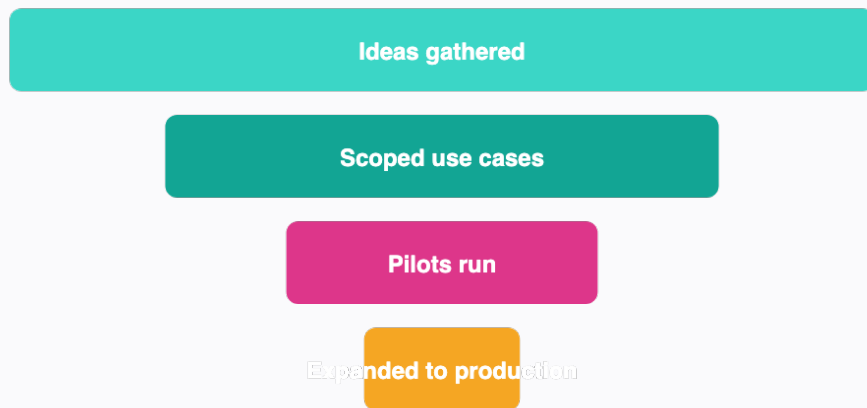 Ideas gathered
Scoped use cases
Pilots run
Expanded to production